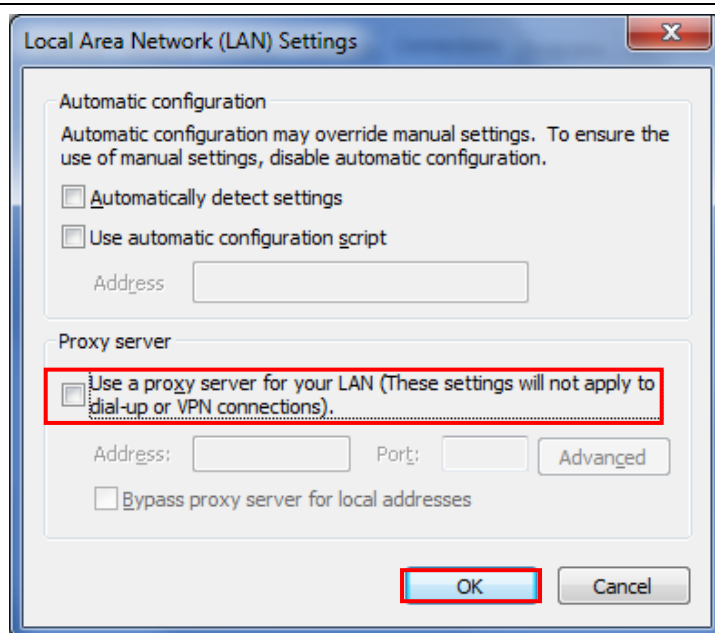 Local Area Network (LAN) Settings
Automatic configuration
Automatic configuration may override manual settings. To ensure the
use of manual settings, disable automatic configuration.
Automatically detect settings
Use automatic configuration script
Address
Proxy server
Use a proxy server for your LAN (These settings will not apply to
dial-up or VPN connections).
Address:
Port:
Advanced
Bypass proxy server for local addresses
OK
Cancel